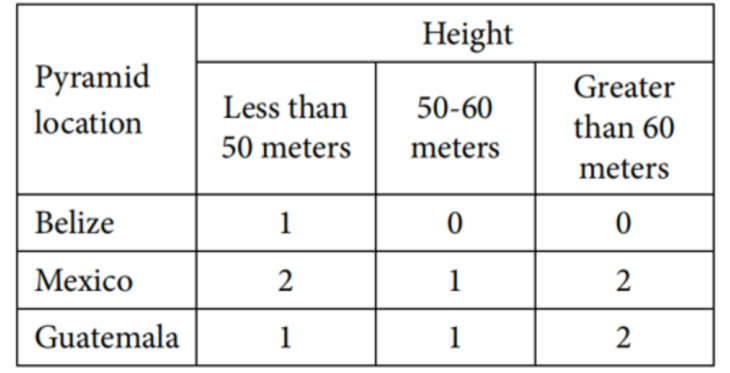 Pyramid
location
Height
Less than
50 meters
50-60
meters
Greater
than 60
meters
Belize 1 0 0
Mexico 2 1 2
Guatemala 1 1 2